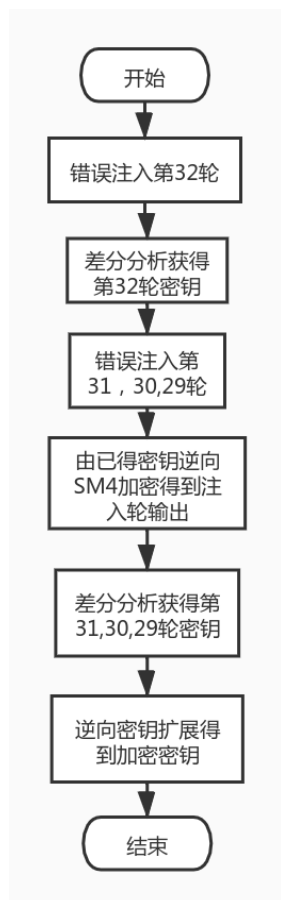 开始
错误注入第32轮
差分分析获得
第32轮密钥
错误注入第
31，30,29轮
由已得密钥逆向
SM4加密得到注
入轮输出
差分分析获得第
31,30,29轮密钥
逆向密钥扩展得
到加密密钥
结束